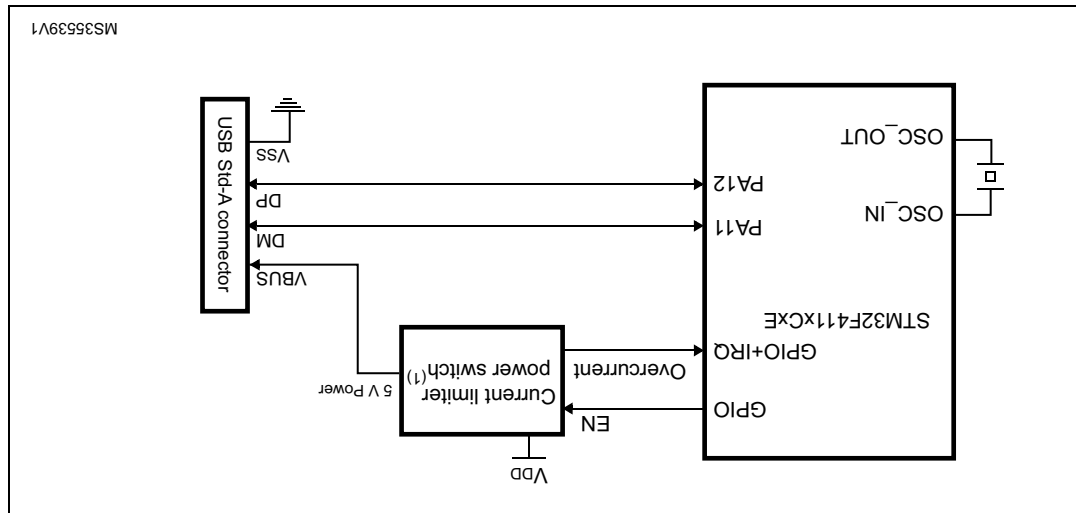 VDD
GPIO
EN
Current limiter
power switch(1)
5 V Power
GPIO+IRQ
Overcurrent
STM32F411xCxE
VBUS
PA11
DM
OSC_IN
PA12
DP
OSC_OUT
VSS
USB Std-A connector
MS35539V1